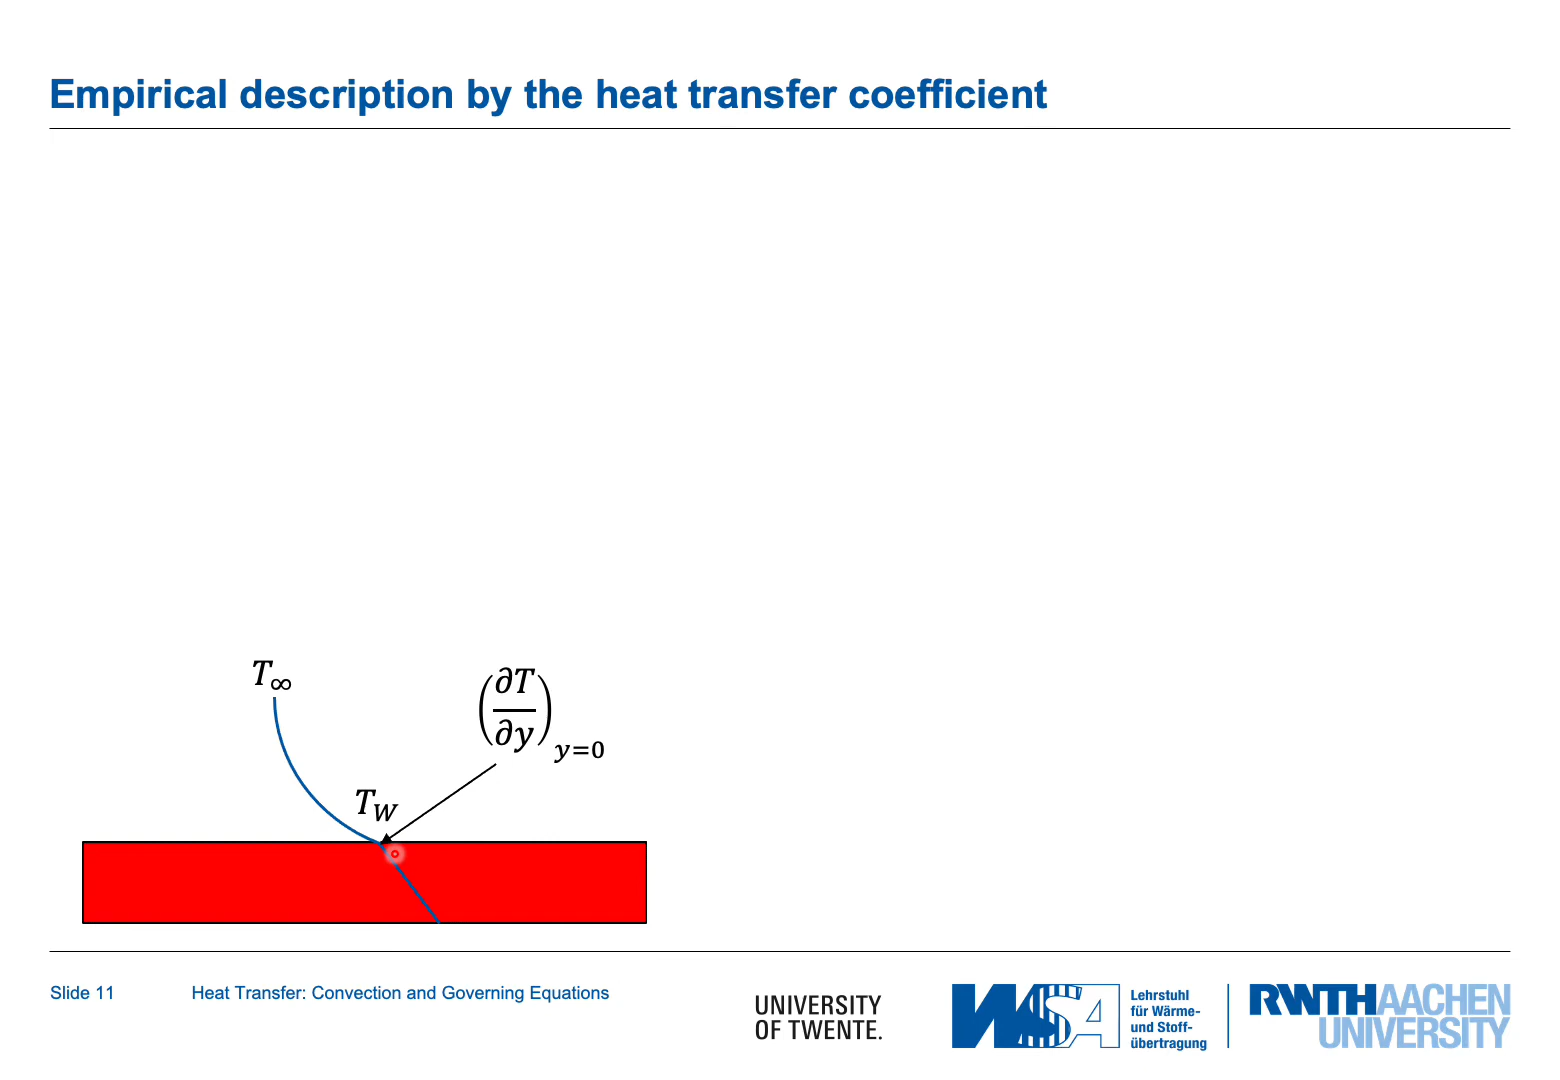 Empirical description by the heat transfer coefficient
T∞
(∂T/∂y)y=0
TW
Slide 11
Heat Transfer: Convection and Governing Equations
UNIVERSITY
OF TWENTE.
WSA
Lehrstuhl
für Wärme-
und Stoff-
übertragung
RWTHAACHEN
UNIVERSITY